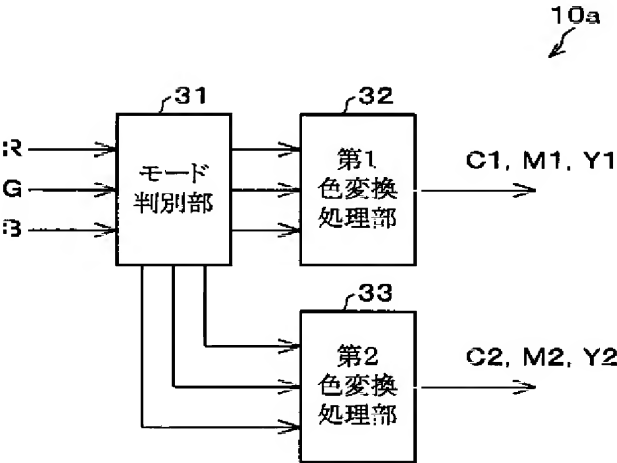 10a
31
32
R
G
B
モード
判別部
第1
色変換
処理部
C1, M1, Y1
33
第2
色変換
処理部
C2, M2, Y2